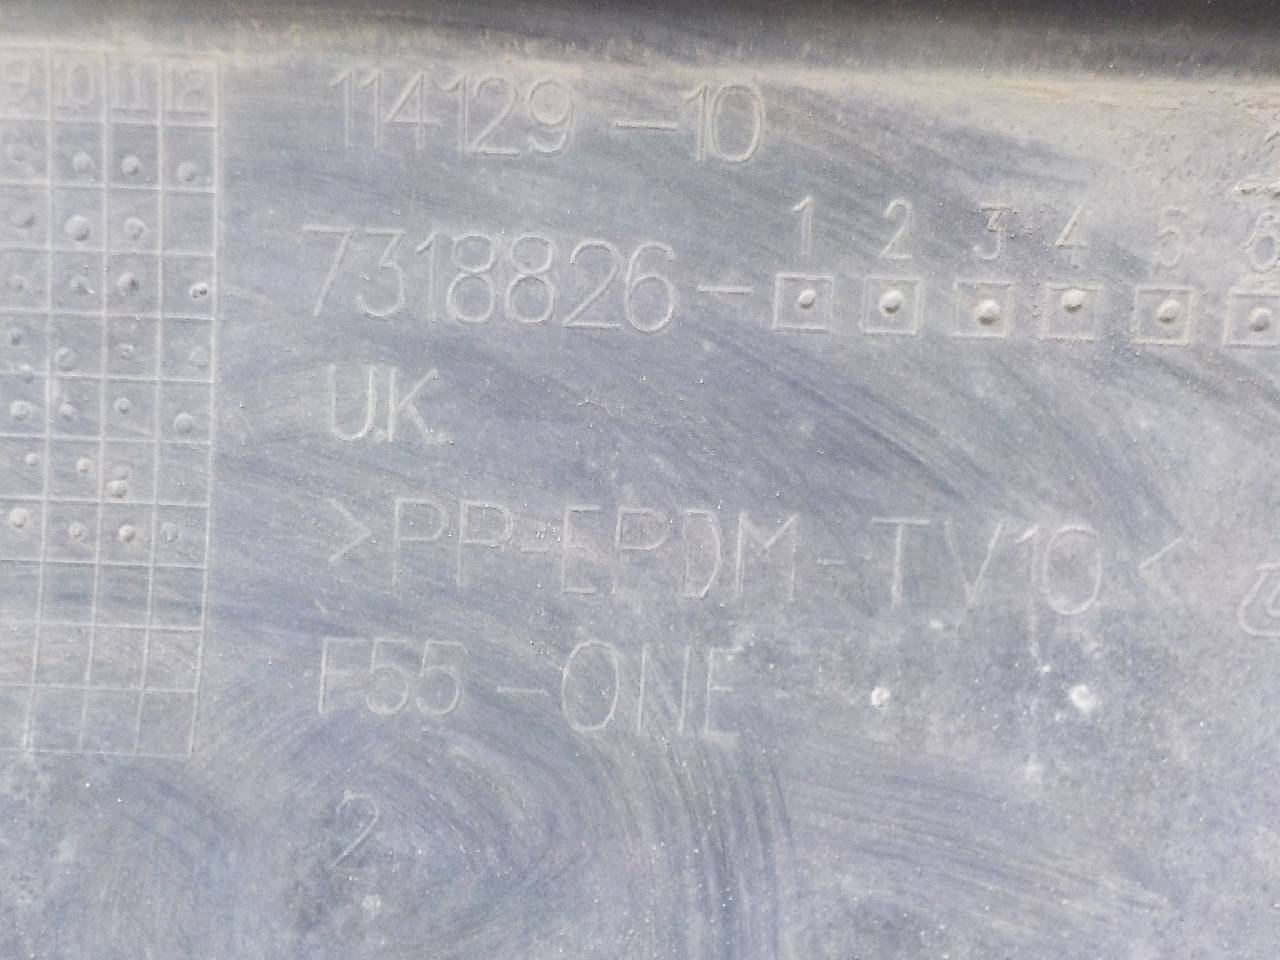 9 10 11 12
114129-10
1 2 3 4 5 6
7318826-
U.K.
>PP-EPDM-TV10<
F55-ONE
2